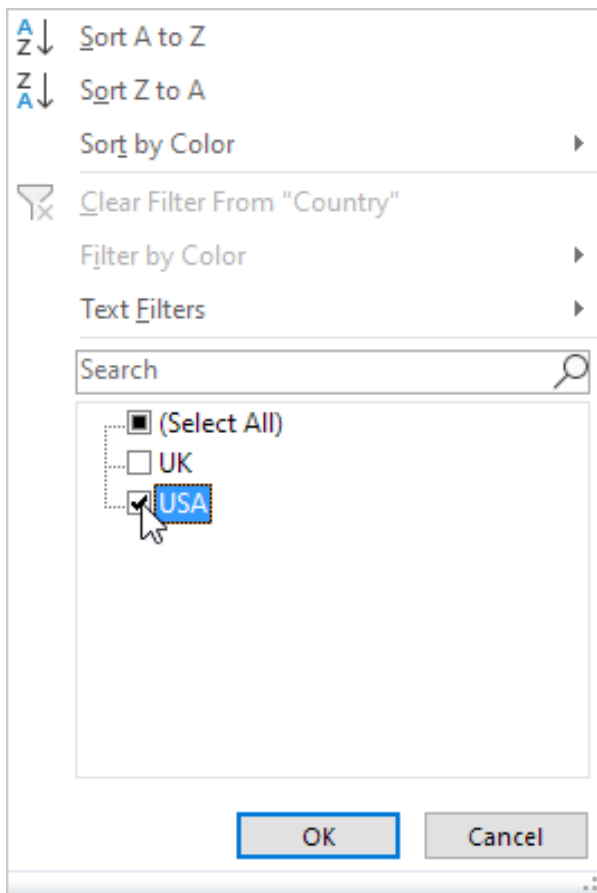 Sort A to Z
Sort Z to A
Sort by Color
Clear Filter From "Country"
Filter by Color
Text Filters
Search
(Select All)
UK
USA
OK Cancel